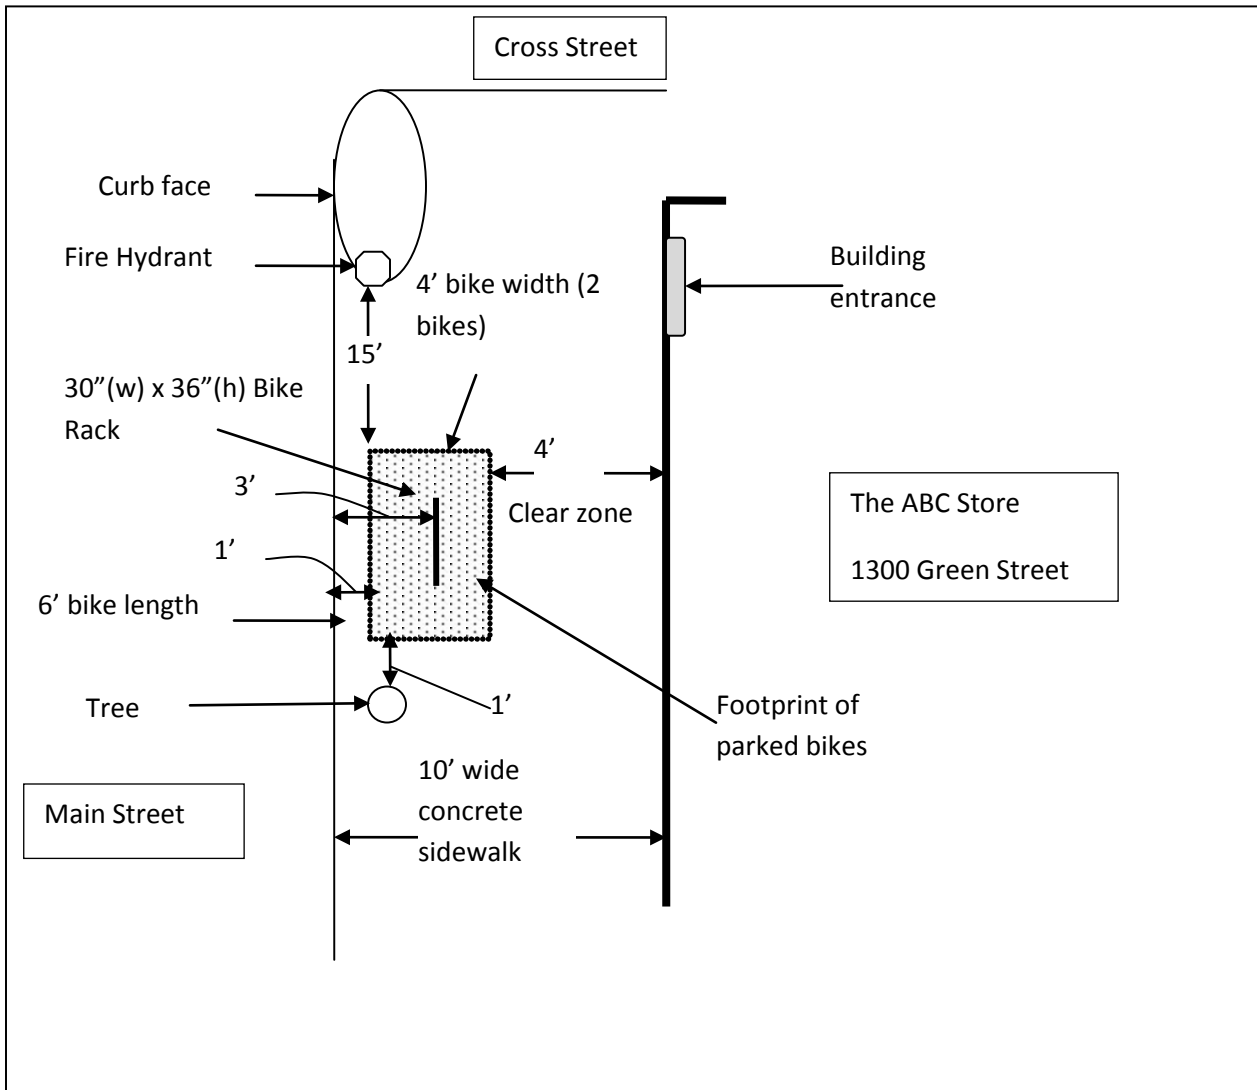 Cross Street
Curb face
Fire Hydrant
4’ bike width (2
bikes)
Building
entrance
15’
30”(w) x 36”(h) Bike
Rack
4’
3’
Clear zone
The ABC Store
1300 Green Street
1’
6’ bike length
Tree
1’
Footprint of
parked bikes
10’ wide
concrete
sidewalk
Main Street